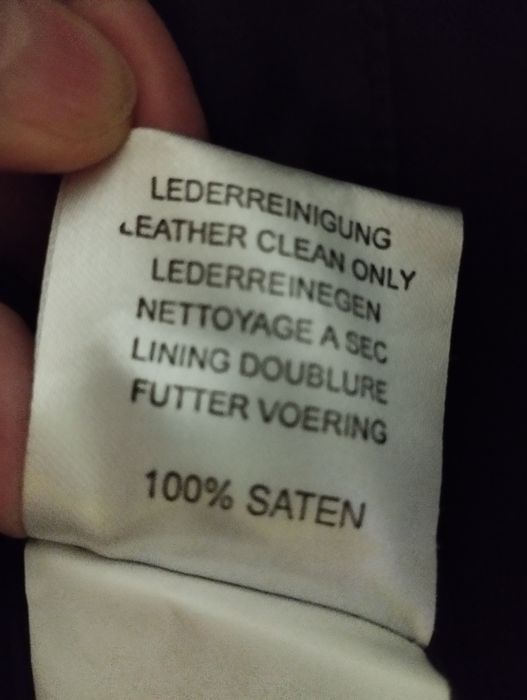 LEDERREINIGUNG
LEATHER CLEAN ONLY
LEDERREINEGEN
NETTOYAGE A SEC
LINING DOUBLURE
FUTTER VOERING
100% SATEN